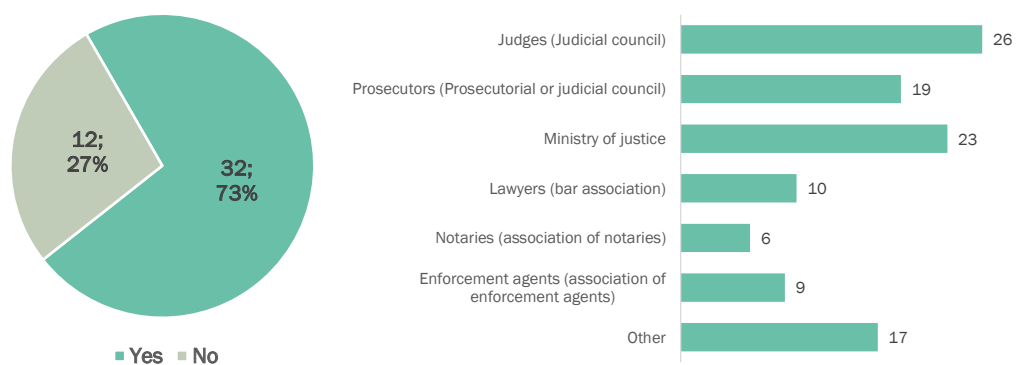 12;
27%
32;
73%
Yes
No
Judges (Judicial council)
26
Prosecutors (Prosecutorial or judicial council)
19
Ministry of justice
23
Lawyers (bar association)
10
Notaries (association of notaries)
6
Enforcement agents (association of
enforcement agents)
9
Other
17